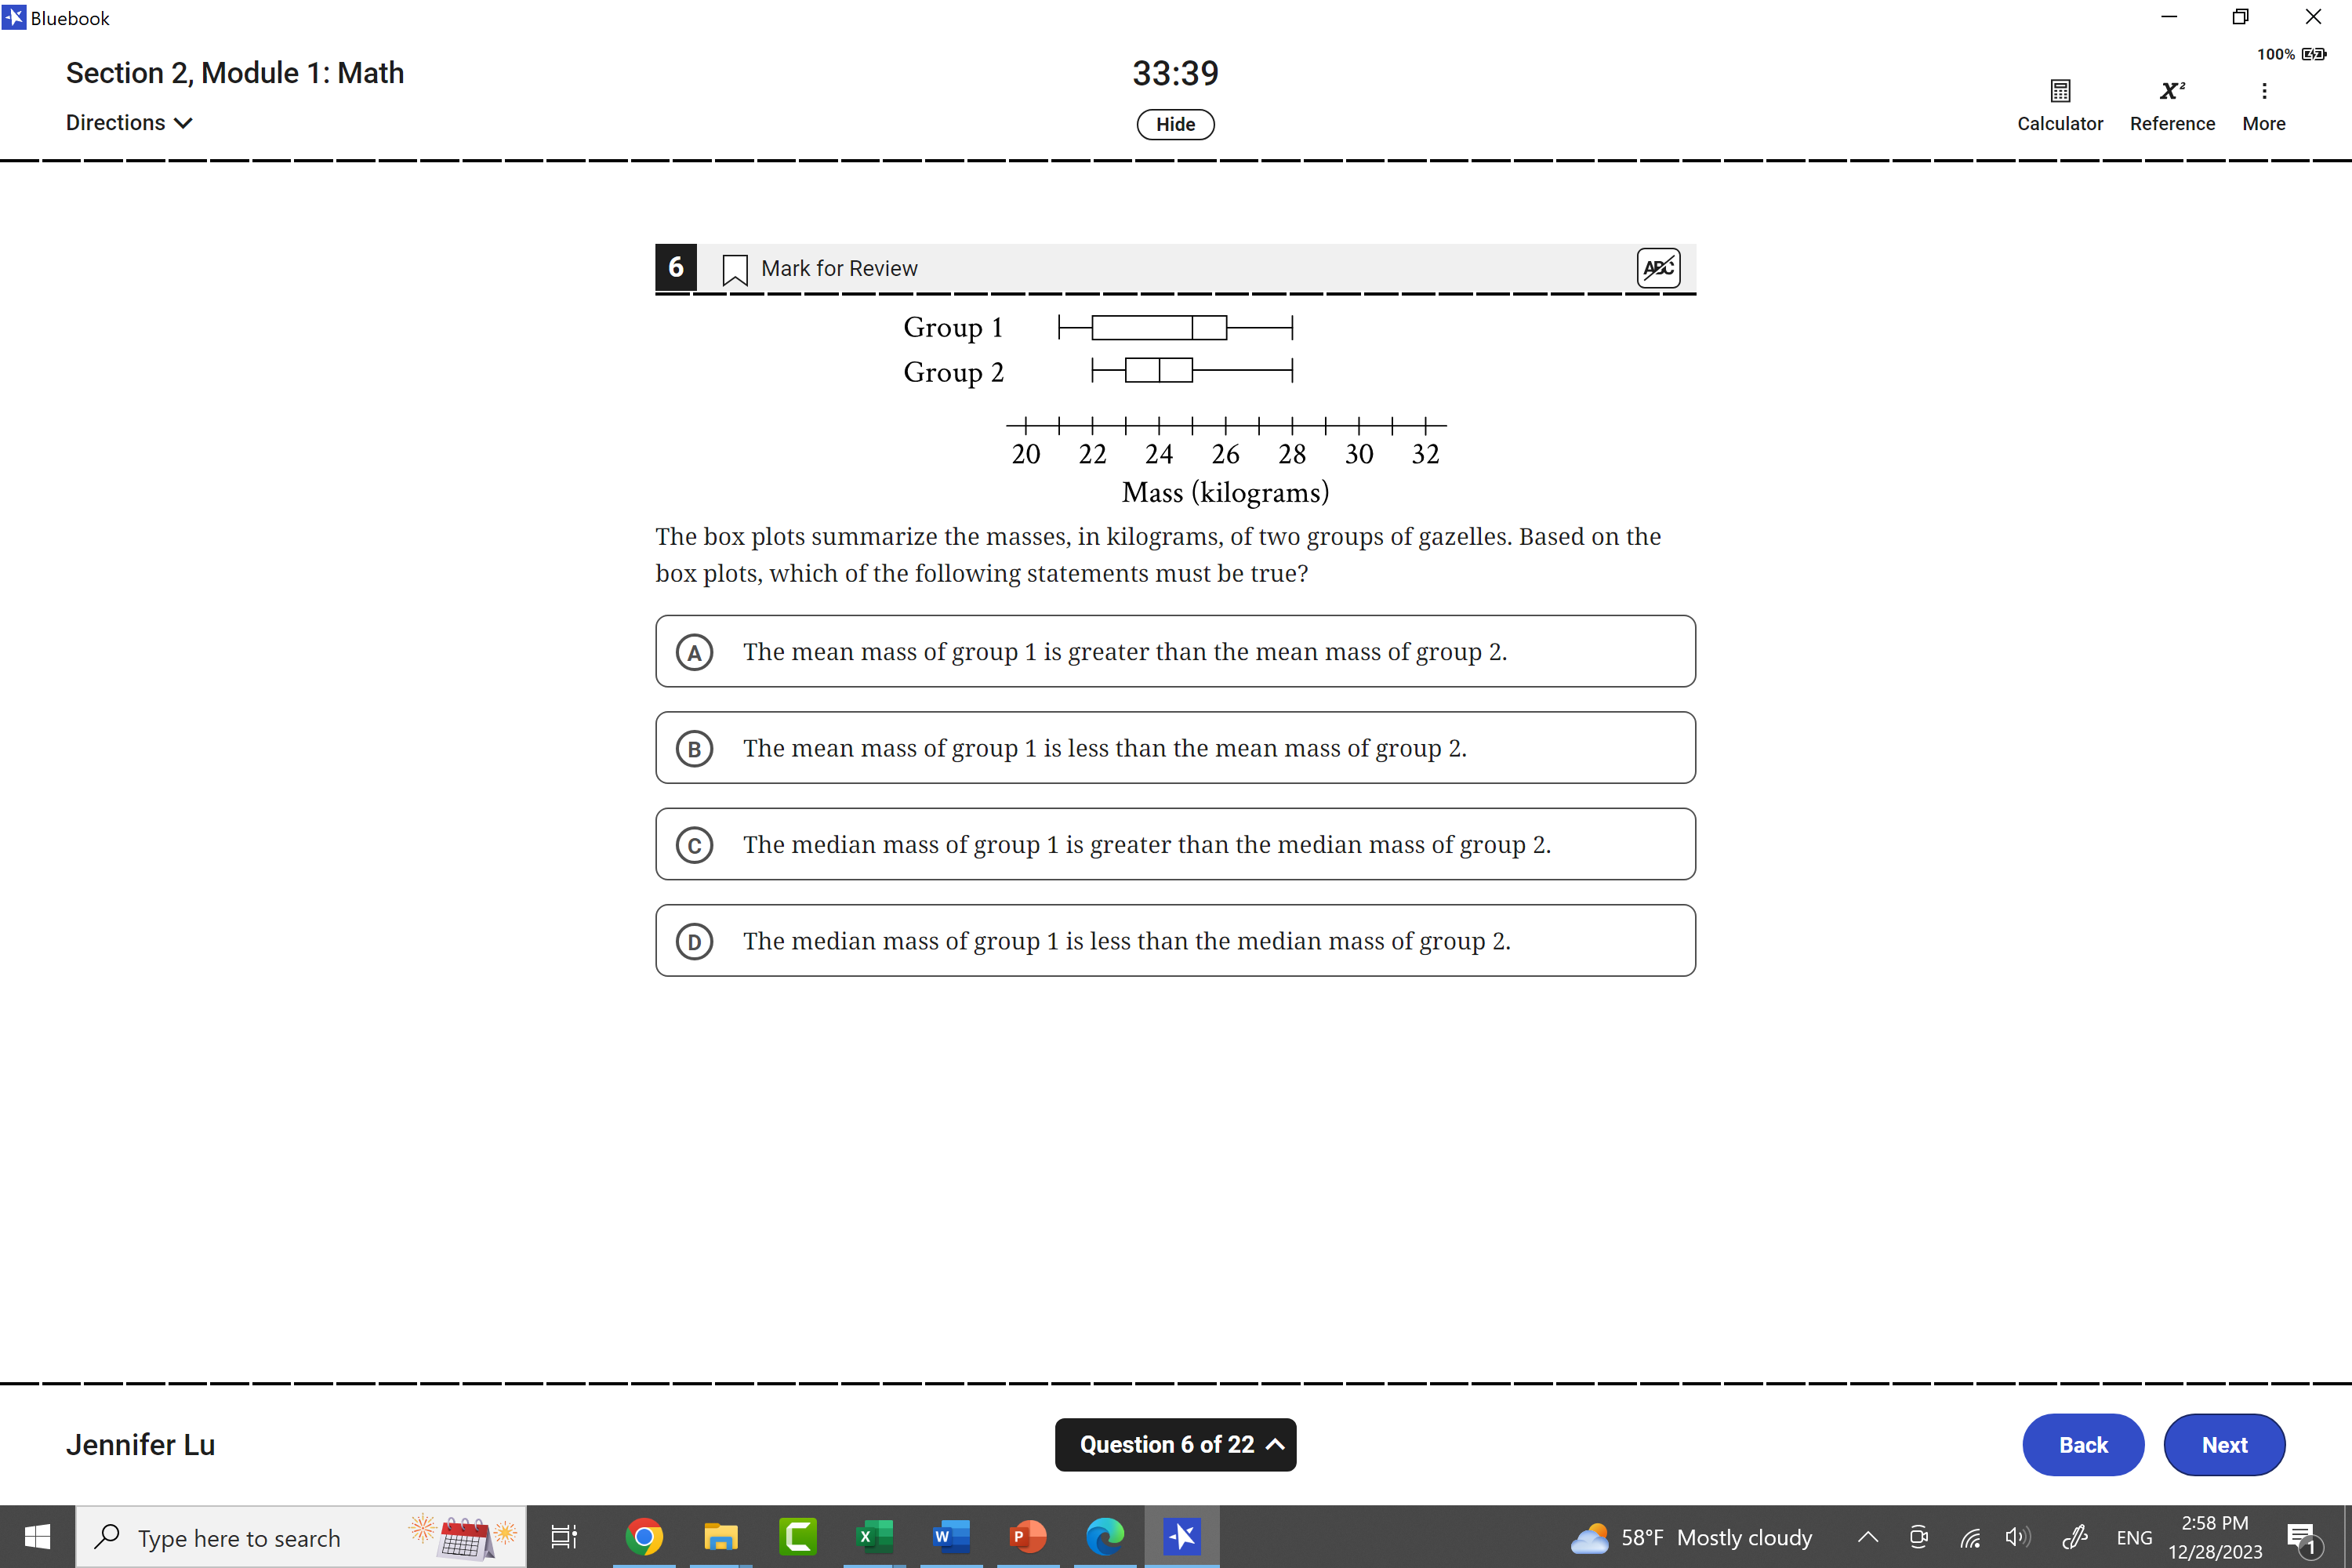 Bluebook
100%
Section 2, Module 1: Math
33:39
Directions
Hide
Calculator
X²
Reference
More
6
Mark for Review
ABC
Group 1
Group 2
20 22 24 26 28 30 32
Mass (kilograms)
The box plots summarize the masses, in kilograms, of two groups of gazelles. Based on the
box plots, which of the following statements must be true?
A The mean mass of group 1 is greater than the mean mass of group 2.
B The mean mass of group 1 is less than the mean mass of group 2.
C The median mass of group 1 is greater than the median mass of group 2.
D The median mass of group 1 is less than the median mass of group 2.
Jennifer Lu
Question 6 of 22
Back
Next
Type here to search
58°F Mostly cloudy
ENG
2:58 PM
12/28/2023
1